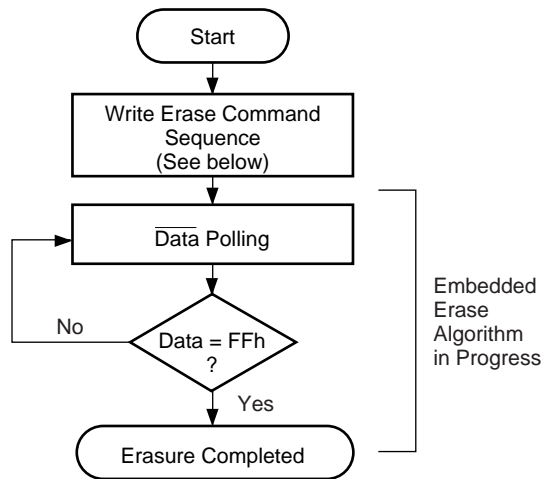 Start
Write Erase Command
Sequence
(See below)
Data Polling
No
Data = FFh
?
Yes
Erasure Completed
Embedded
Erase
Algorithm
in Progress